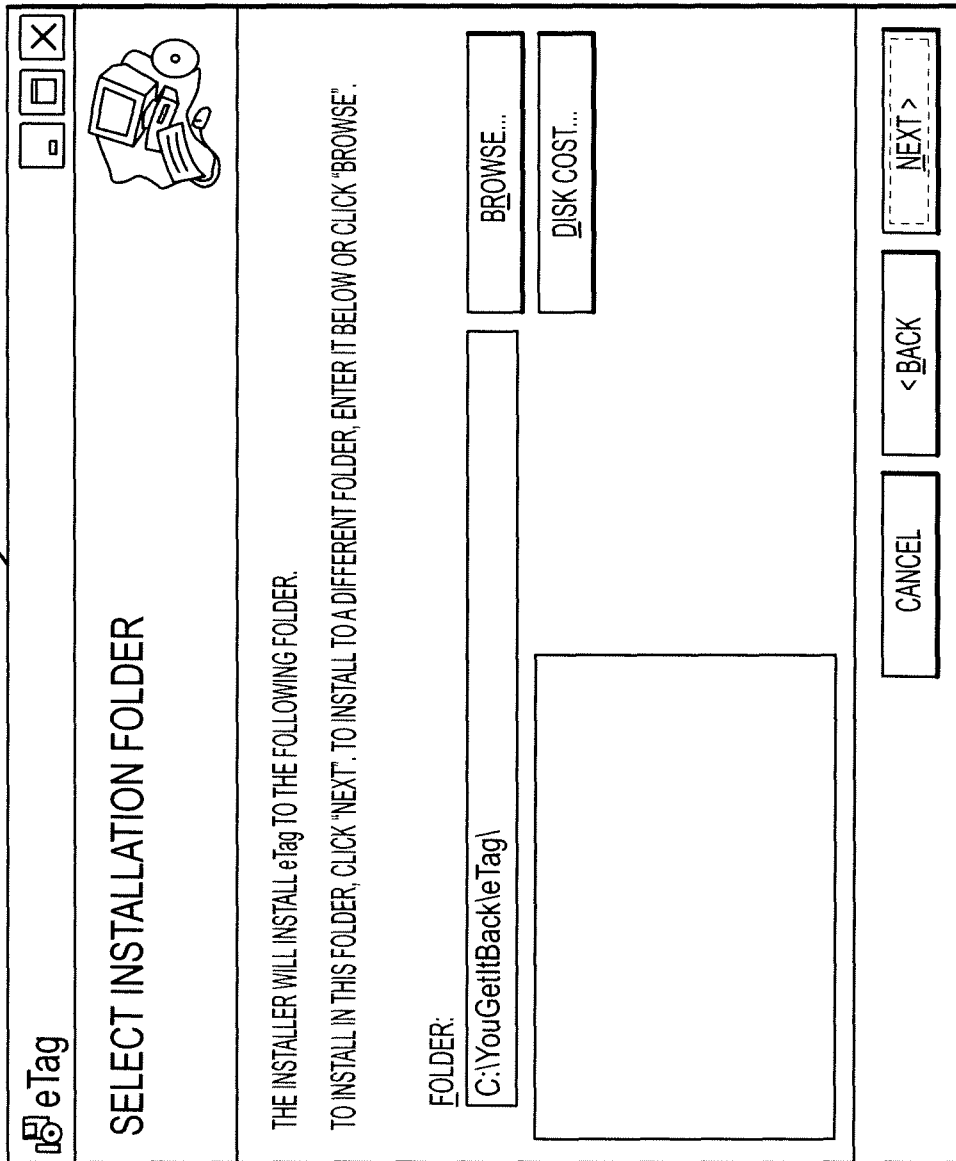 eTag
SELECT INSTALLATION FOLDER
THE INSTALLER WILL INSTALL eTag TO THE FOLLOWING FOLDER.
TO INSTALL IN THIS FOLDER, CLICK "NEXT". TO INSTALL TO A DIFFERENT FOLDER, ENTER IT BELOW OR CLICK "BROWSE".
FOLDER:
C:\YouGetItBack\eTag\
BROWSE...
DISK COST...
CANCEL
< BACK
NEXT >